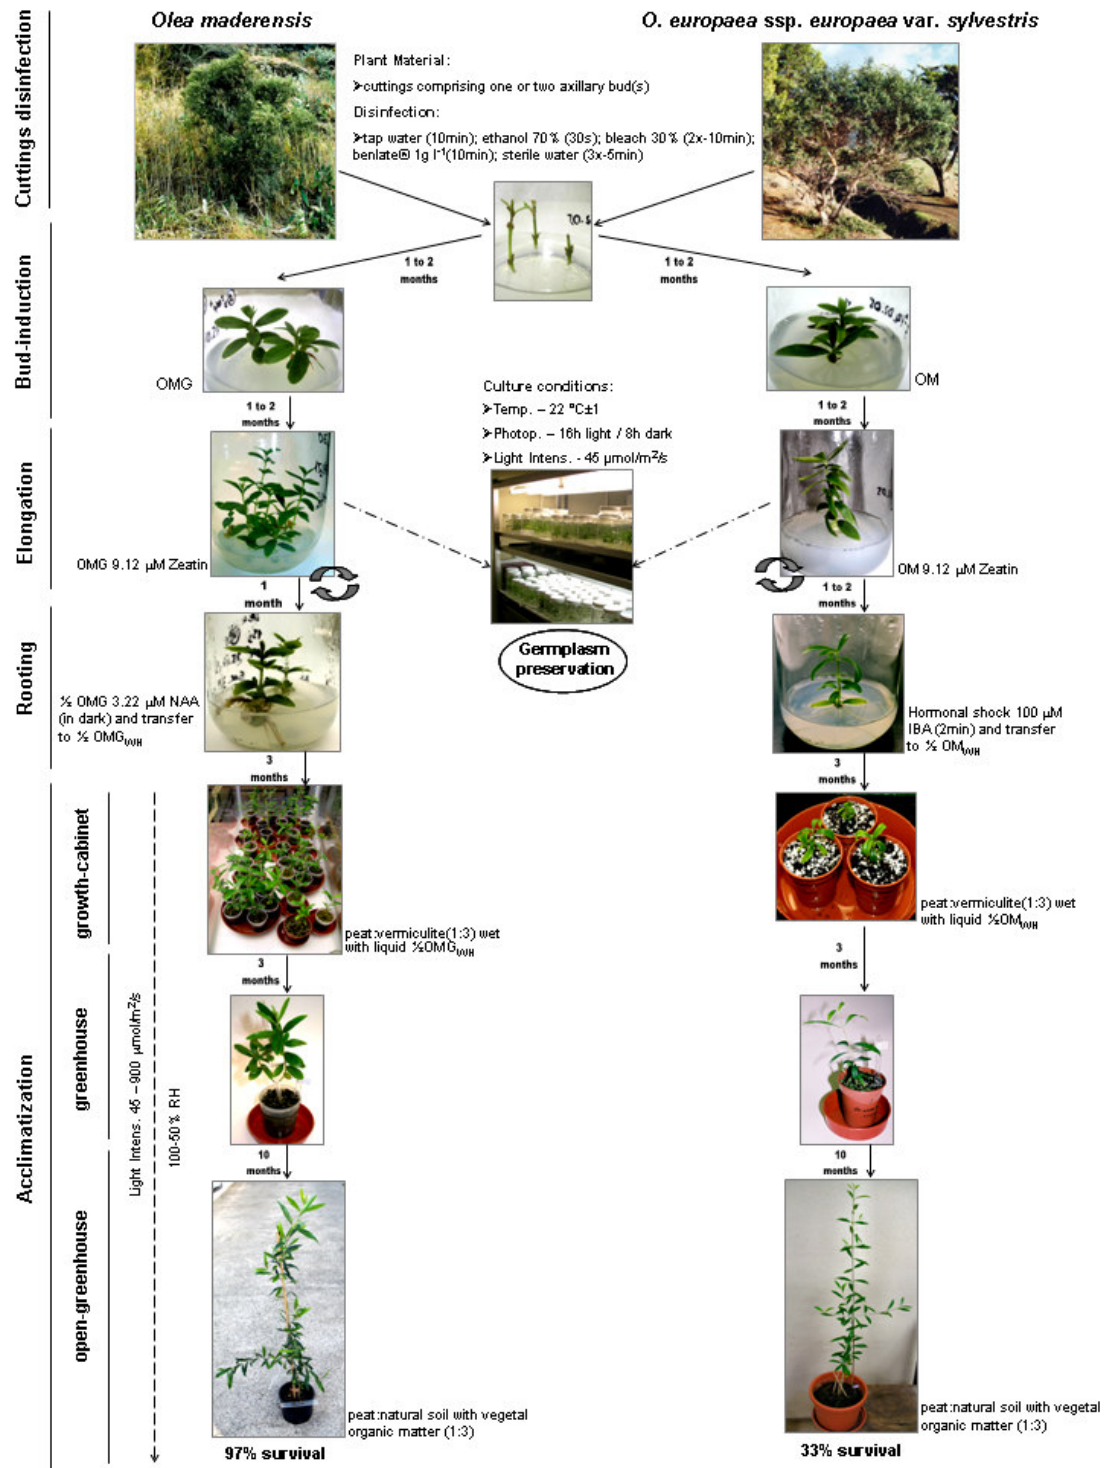 Olea maderensis
O. europaea ssp. europaea var. sylvestris
Cuttings disinfection
Plant Material:
➢cuttings comprising one or two axillary bud(s)
Disinfection:
➢tap water (10min); ethanol 70% (30s); bleach 30% (2x-10min);
benlate® 1g l⁻¹(10min); sterile water (3x-5min)
Bud-induction
1 to 2
months
1 to 2
months
OMG
OM
1 to 2
months
1 to 2
months
Culture conditions:
➢Temp. – 22 ºC±1
➢Photop. – 16h light / 8h dark
➢Light Intens. - 45 µmol/m²/s
Elongation
OMG 9.12 µM Zeatin
OM 9.12 µM Zeatin
1
month
1 to 2
months
Germplasm
preservation
Rooting
½ OMG 3.22 µM NAA
(in dark) and transfer
to ½ OMG
Hormonal shock 100 µM
IBA (2min) and transfer
to ½ OM
3
months
3
months
Acclimatization
growth-cabinet
peat:vermiculite(1:3) wet
with liquid ½OMG
peat:vermiculite(1:3) wet
with liquid ½OM
3
months
3
months
greenhouse
Light Intens. 45 –900 µmol/m²/s
100-50% RH
10
months
10
months
open-greenhouse
peat:natural soil with vegetal
organic matter (1:3)
peat:natural soil with vegetal
organic matter (1:3)
97% survival
33% survival